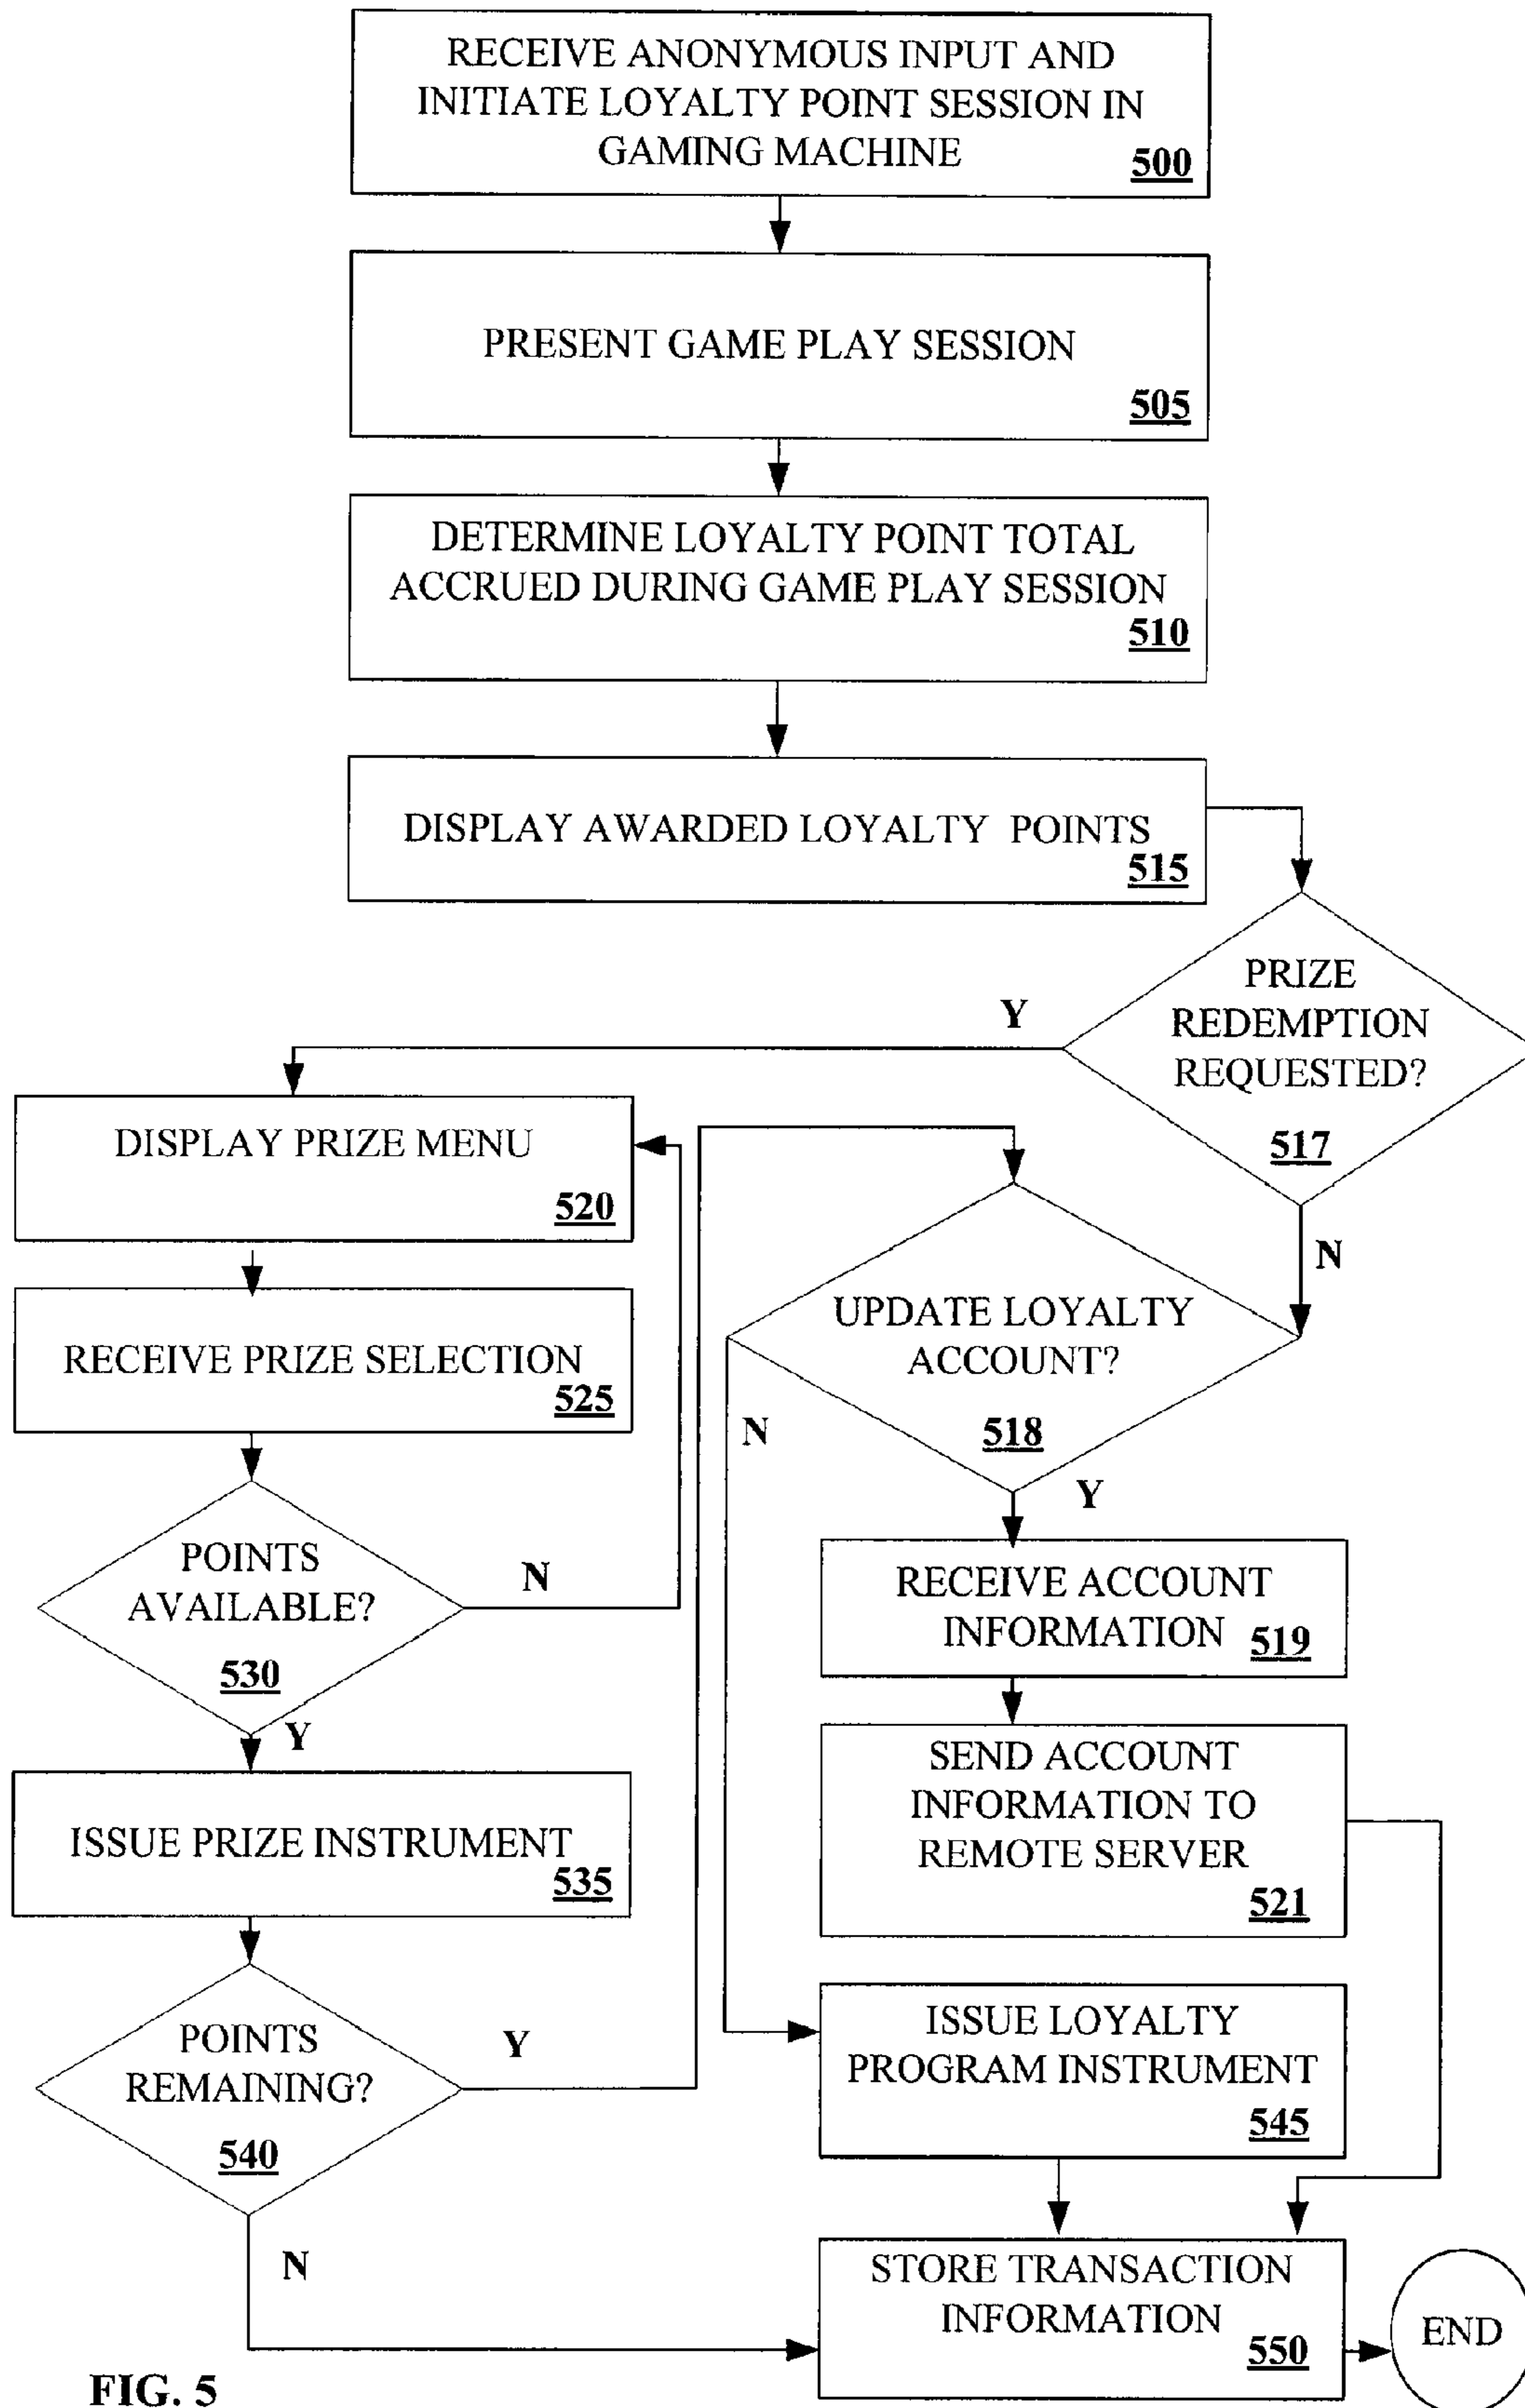 RECEIVE ANONYMOUS INPUT AND
INITIATE LOYALTY POINT SESSION IN
GAMING MACHINE
500
PRESENT GAME PLAY SESSION
505
DETERMINE LOYALTY POINT TOTAL
ACCRUED DURING GAME PLAY SESSION
510
DISPLAY AWARDED LOYALTY POINTS
515
PRIZE
REDEMPTION
REQUESTED?
517
Y
N
DISPLAY PRIZE MENU
520
RECEIVE PRIZE SELECTION
525
POINTS
AVAILABLE?
530
N
Y
ISSUE PRIZE INSTRUMENT
535
POINTS
REMAINING?
540
Y
N
UPDATE LOYALTY
ACCOUNT?
518
N
Y
RECEIVE ACCOUNT
INFORMATION
519
SEND ACCOUNT
INFORMATION TO
REMOTE SERVER
521
ISSUE LOYALTY
PROGRAM INSTRUMENT
545
STORE TRANSACTION
INFORMATION
550
END
FIG. 5